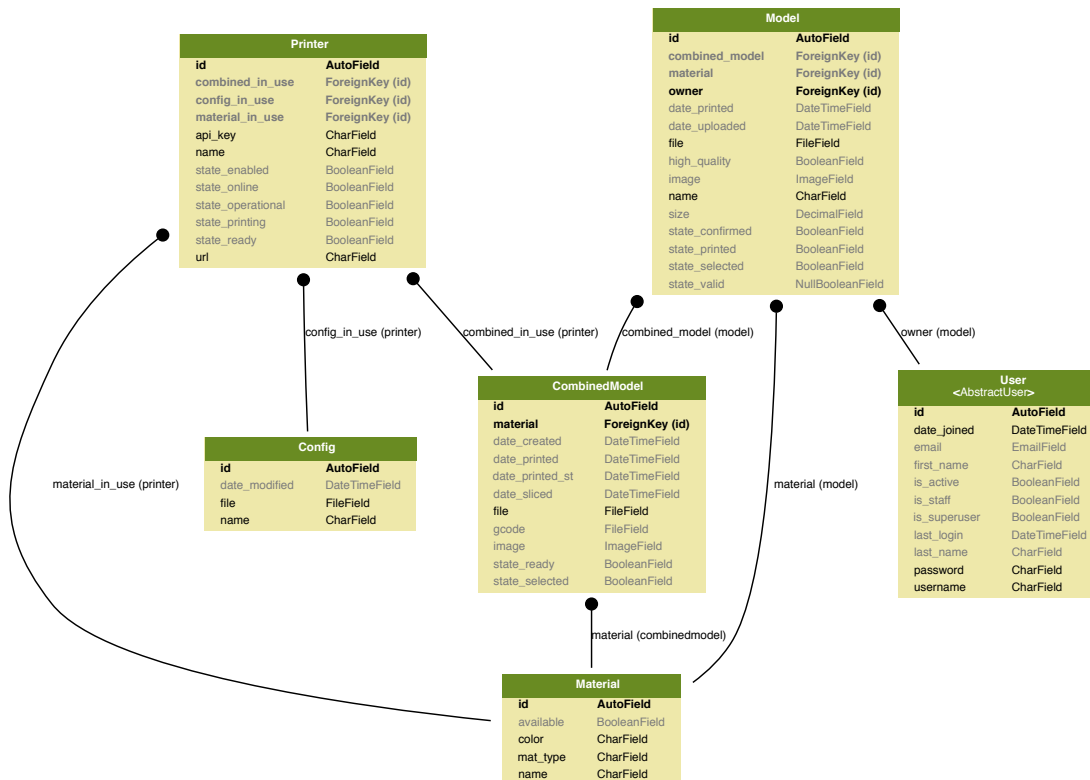 Printer
id AutoField
combined_in_use ForeignKey (id)
config_in_use ForeignKey (id)
material_in_use ForeignKey (id)
api_key CharField
name CharField
state_enabled BooleanField
state_online BooleanField
state_operational BooleanField
state_printing BooleanField
state_ready BooleanField
url CharField
Model
id AutoField
combined_model ForeignKey (id)
material ForeignKey (id)
owner ForeignKey (id)
date_printed DateTimeField
date_uploaded DateTimeField
file FileField
high_quality BooleanField
image ImageField
name CharField
size DecimalField
state_confirmed BooleanField
state_printed BooleanField
state_selected BooleanField
state_valid NullBooleanField
config_in_use (printer)
combined_in_use (printer)
combined_model (model)
owner (model)
CombinedModel
id AutoField
material ForeignKey (id)
date_created DateTimeField
date_printed DateTimeField
date_printed_st DateTimeField
date_sliced DateTimeField
file FileField
gcode FileField
image ImageField
state_ready BooleanField
state_selected BooleanField
User
<AbstractUser>
id AutoField
date_joined DateTimeField
email EmailField
first_name CharField
is_active BooleanField
is_staff BooleanField
is_superuser BooleanField
last_login DateTimeField
last_name CharField
password CharField
username CharField
Config
id AutoField
date_modified DateTimeField
file FileField
name CharField
material_in_use (printer)
material (model)
material (combinedmodel)
Material
id AutoField
available BooleanField
color CharField
mat_type CharField
name CharField